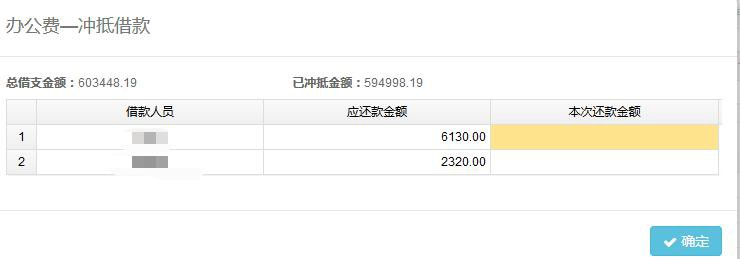 办公费—冲抵借款
总借支金额：603448.19 已冲抵金额：594998.19
借款人员 应还款金额 本次还款金额
1 6130.00
2 2320.00
确定